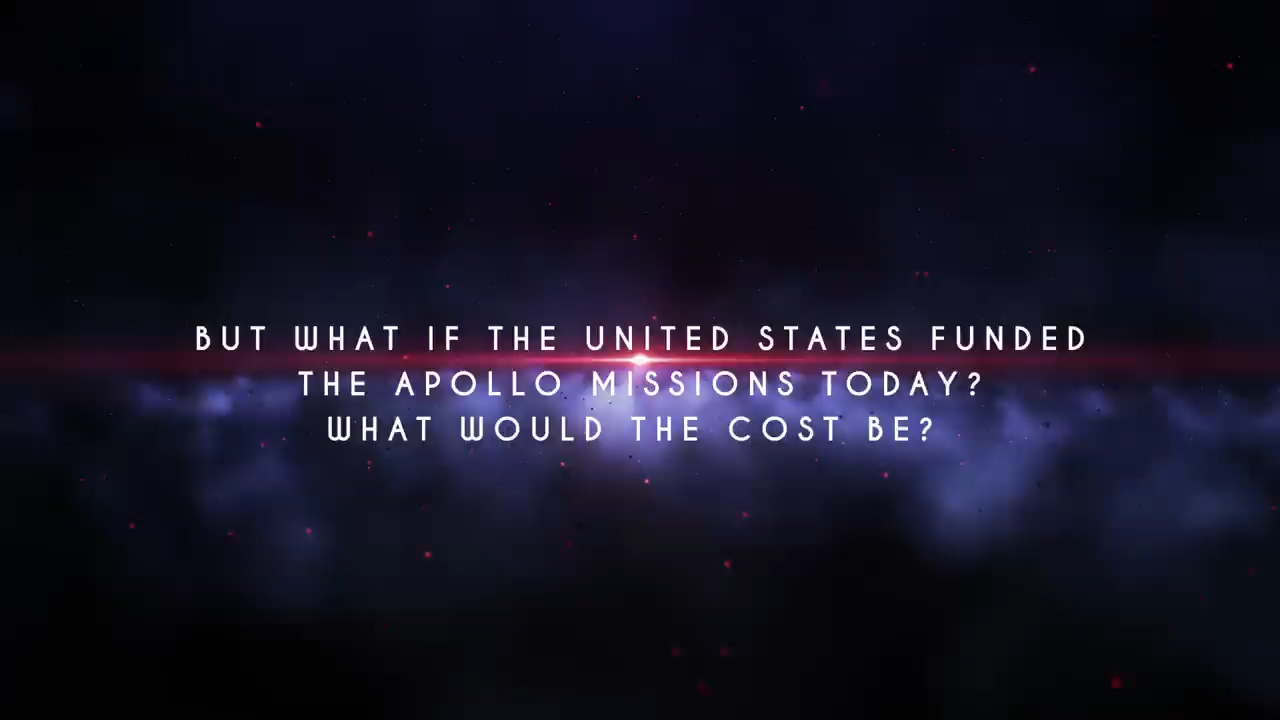 BUT WHAT IF THE UNITED STATES FUNDED
THE APOLLO MISSIONS TODAY?
WHAT WOULD THE COST BE?